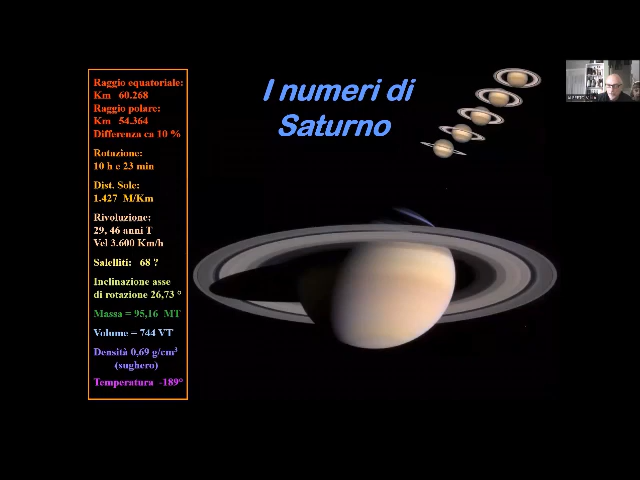 I numeri di
Saturno
Raggio equatoriale:
Km 60.268
Raggio polare:
Km 54.364
Differenza ca 10 %
Rotazione:
10 h e 23 min
Dist. Sole:
1.427 M/Km
Rivoluzione:
29, 46 anni T
Vel 3.600 Km/h
Satelliti: 68 ?
Inclinazione asse
di rotazione 26,73 °
Massa = 95,16 MT
Volume = 744 VT
Densità 0,69 g/cm³
(sughero)
Temperatura -189°